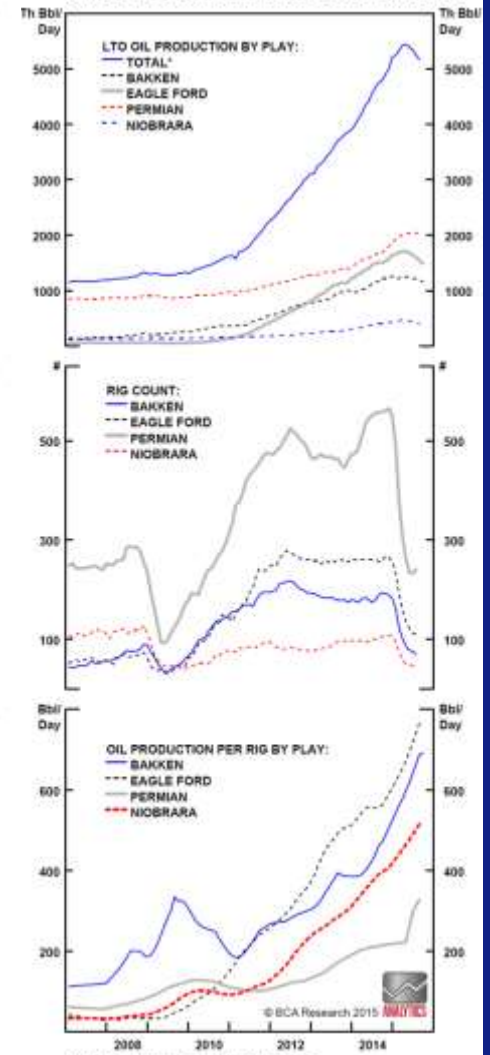 Th Bbl/ Th Bbl/
Day Day
LTO OIL PRODUCTION BY PLAY:
TOTAL*
BAKKEN
EAGLE FORD
PERMIAN
NIOBRARA
5000 5000
4000 4000
3000 3000
2000 2000
1000 1000
# #
RIG COUNT:
BAKKEN
EAGLE FORD
PERMIAN
NIOBRARA
500 500
300 300
100 100
Bbl/ Bbl/
Day Day
OIL PRODUCTION PER RIG BY PLAY:
BAKKEN
EAGLE FORD
PERMIAN
NIOBRARA
600 600
400 400
200 200
© BCA Research 2015
ANALYTICS
2008 2010 2012 2014